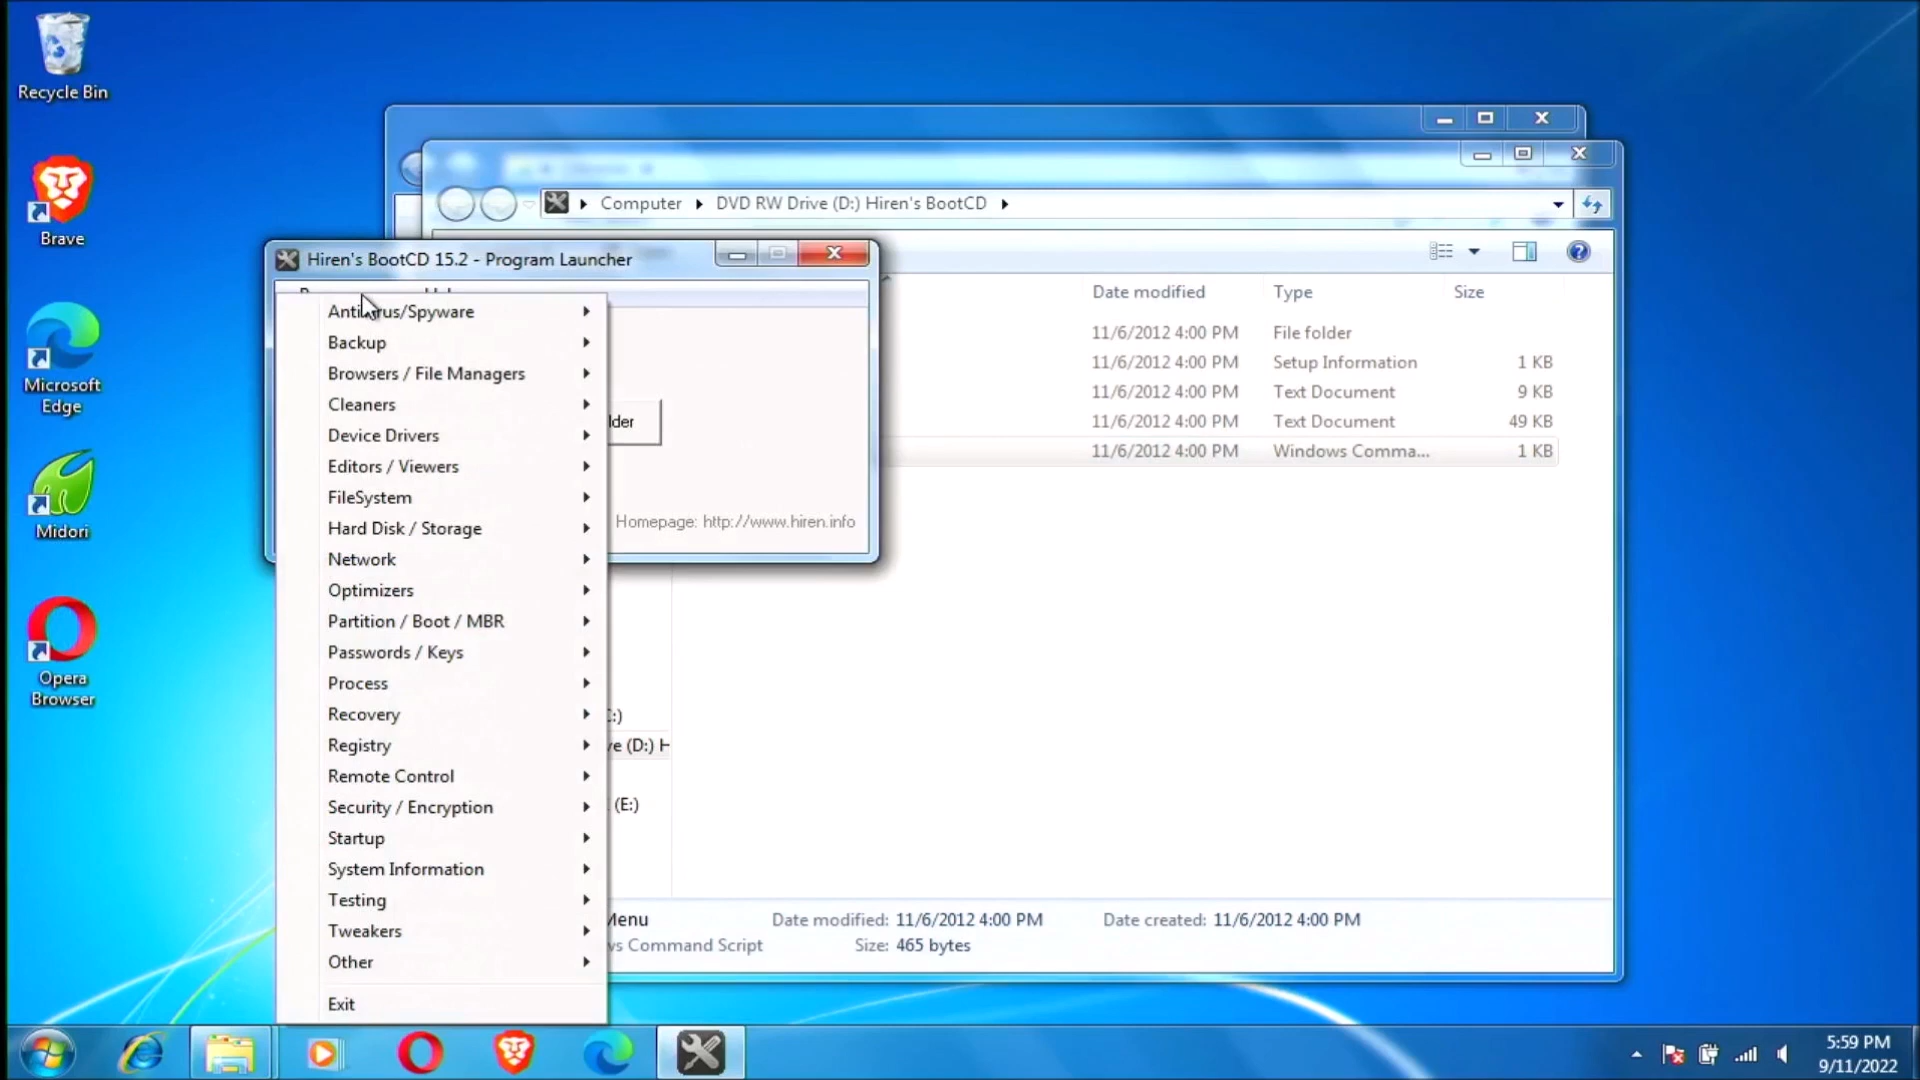 Recycle Bin
Brave
Microsoft
Edge
Midori
Opera
Browser
Computer
DVD RW Drive (D:) Hiren's BootCD
Hiren's BootCD 15.2 - Program Launcher
Antivirus/Spyware
Backup
Browsers / File Managers
Cleaners
Device Drivers
Editors / Viewers
FileSystem
Hard Disk / Storage
Network
Optimizers
Partition / Boot / MBR
Passwords / Keys
Process
Recovery
Registry
Remote Control
Security / Encryption
Startup
System Information
Testing
Tweakers
Other
Exit
lder
Homepage: http://www.hiren.info
Date modified Type Size
11/6/2012 4:00 PM File folder
11/6/2012 4:00 PM Setup Information 1 KB
11/6/2012 4:00 PM Text Document 9 KB
11/6/2012 4:00 PM Text Document 49 KB
11/6/2012 4:00 PM Windows Comma... 1 KB
:)
ve (D:) H
(E:)
Menu Date modified: 11/6/2012 4:00 PM Date created: 11/6/2012 4:00 PM
ws Command Script Size: 465 bytes
5:59 PM
9/11/2022